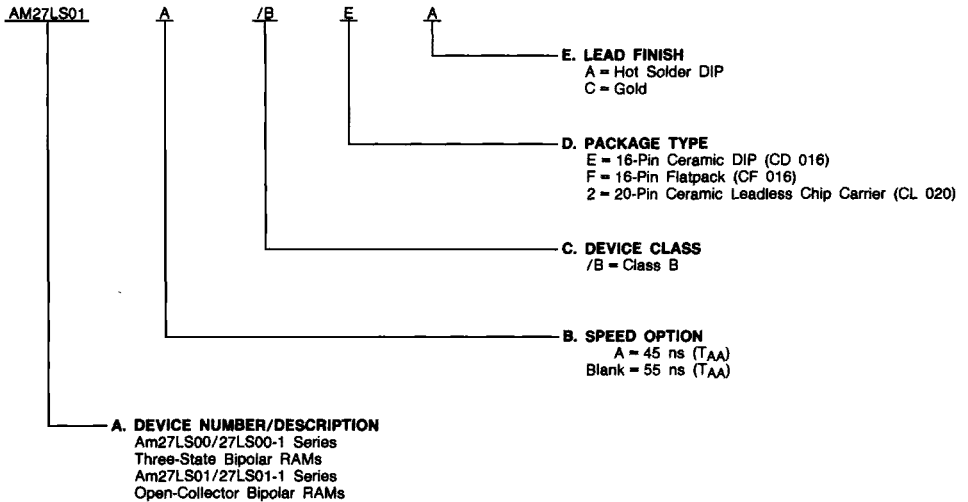 AM27LS01 A /B E A
E. LEAD FINISH
A = Hot Solder DIP
C = Gold
D. PACKAGE TYPE
E = 16-Pin Ceramic DIP (CD 016)
F = 16-Pin Flatpack (CF 016)
2 = 20-Pin Ceramic Leadless Chip Carrier (CL 020)
C. DEVICE CLASS
/B = Class B
B. SPEED OPTION
A = 45 ns (TAA)
Blank = 55 ns (TAA)
A. DEVICE NUMBER/DESCRIPTION
Am27LS00/27LS00-1 Series
Three-State Bipolar RAMs
Am27LS01/27LS01-1 Series
Open-Collector Bipolar RAMs